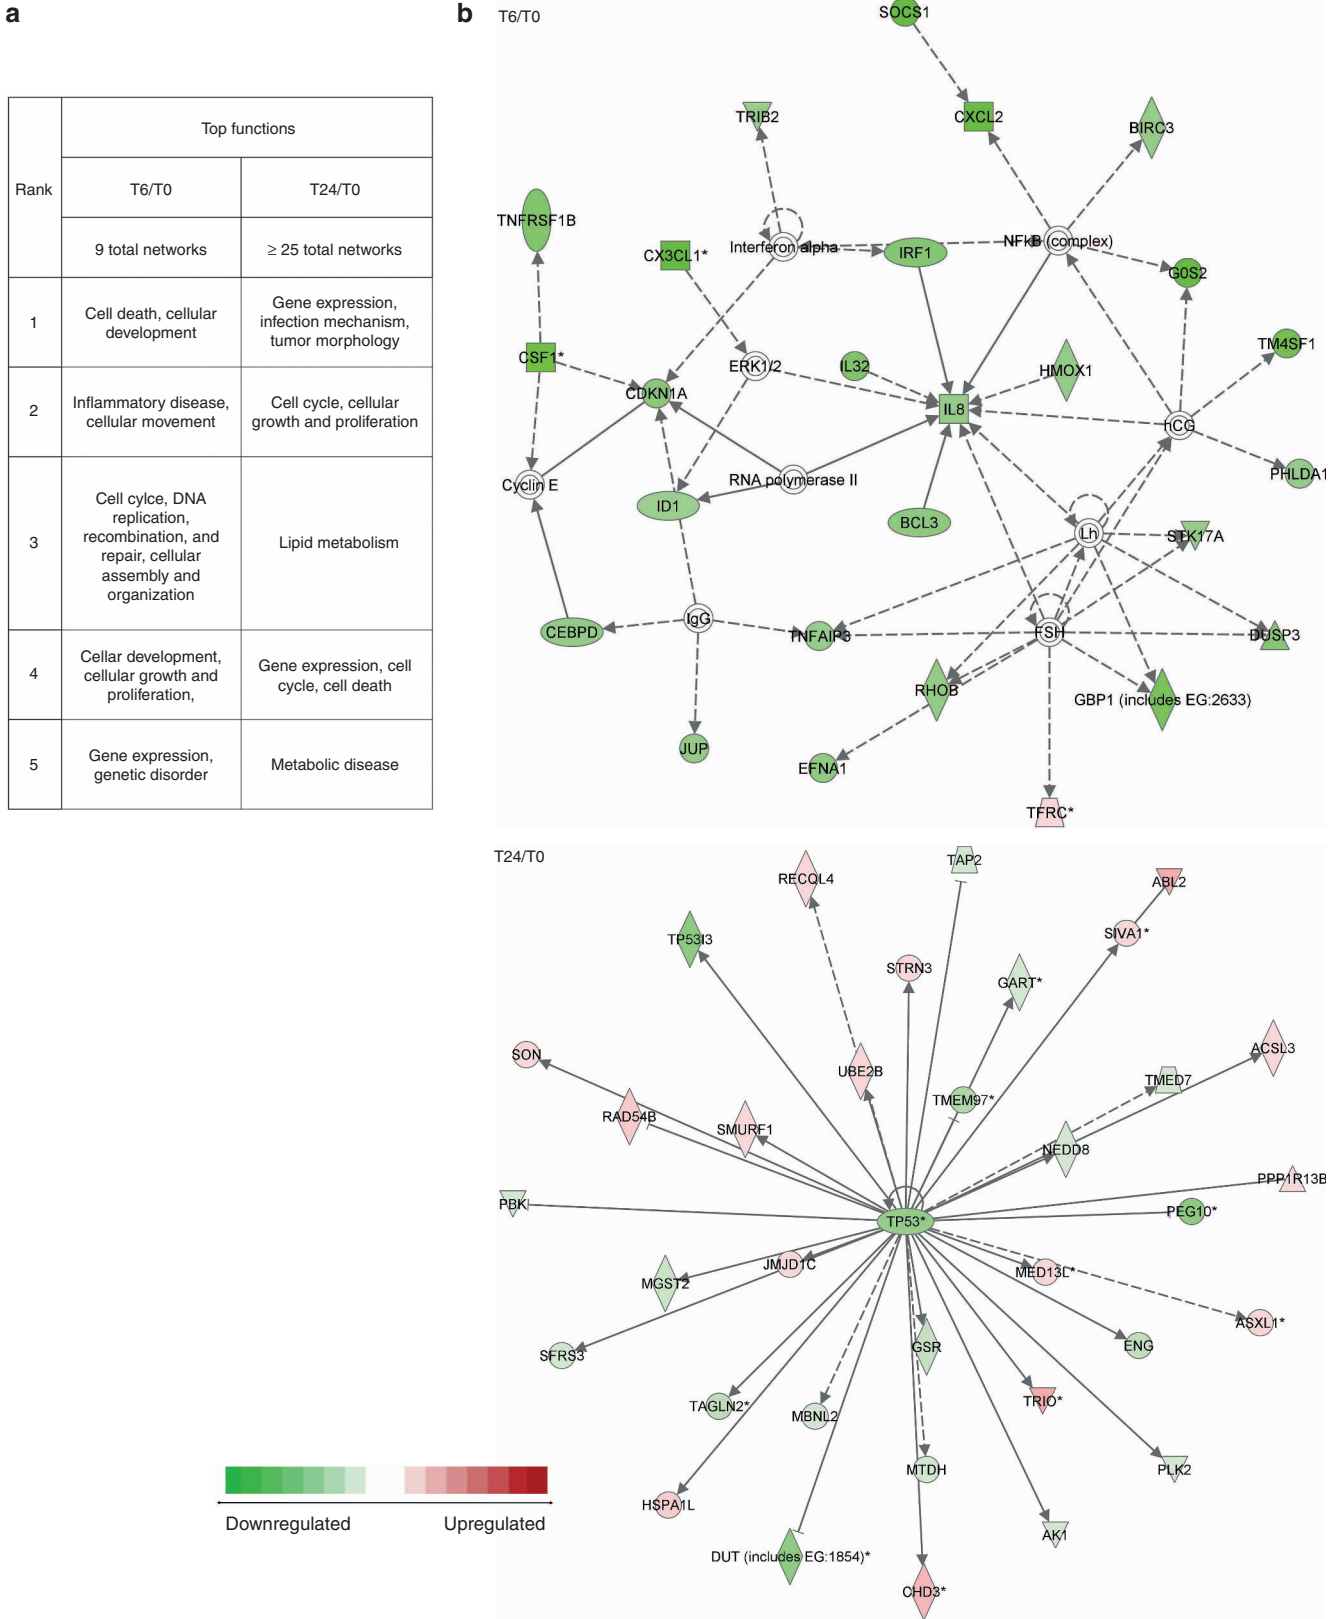 a
Top functions
Rank
T6/T0
T24/T0
9 total networks
≥ 25 total networks
1
Cell death, cellular
development
Gene expression,
infection mechanism,
tumor morphology
2
Inflammatory disease,
cellular movement
Cell cycle, cellular
growth and proliferation
3
Cell cylce, DNA
replication,
recombination, and
repair, cellular
assembly and
organization
Lipid metabolism
4
Cellar development,
cellular growth and
proliferation,
Gene expression, cell
cycle, cell death
5
Gene expression,
genetic disorder
Metabolic disease
b
T6/T0
SOCS1
TRIB2
CXCL2
BIRC3
TNFRSF1B
CX3CL1*
Interferon alpha
IRF1
NFkB (complex)
G0S2
CSF1*
ERK1/2
IL32
HMOX1
TM4SF1
CDKN1A
IL8
hCG
Cyclin E
RNA polymerase II
PHLDA1
ID1
BCL3
Lh
STK17A
CEBPD
IgG
TNFAIP3
FSH
DUSP3
RHOB
GBP1 (includes EG:2633)
JUP
EFNA1
TFRC*
T24/T0
RECQL4
TAP2
ABL2
TP53I3
SIVA1*
STRN3
GART*
SON
UBE2B
ACSL3
TMED7
TMEM97*
RAD54B
SMURF1
NEDD8
PBK
PPP1R13B
PEG10*
TP53*
MGST2
JMJD1C
MED13L*
ASXL1*
SFRS3
GSR
ENG
TAGLN2*
MBNL2
TRIO*
MTDH
PLK2
HSPA1L
AK1
DUT (includes EG:1854)*
CHD3*
Downregulated
Upregulated